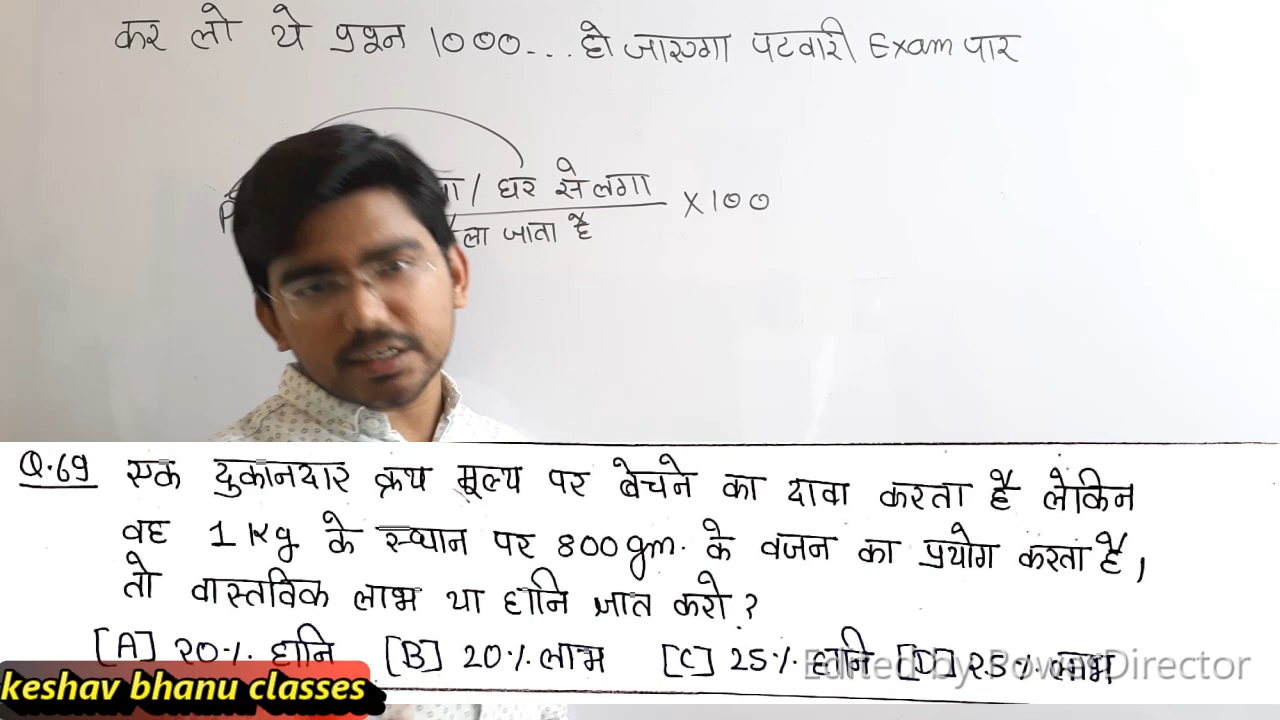 कर लो ये प्रश्न 1000... हो जाएगा पटवारी Exam पार
/ घर से लगा
× 100
जाता है
Q.69 एक दुकानदार क्रय मूल्य पर बेचने का दावा करता है लेकिन
वह 1 Kg के स्थान पर 800 gm. के वजन का प्रयोग करता है,
तो वास्तविक लाभ या हानि ज्ञात करो?
[A] 20% हानि [B] 20% लाभ [C] 25% हानि [D] 25% लाभ
Edited by PowerDirector
keshav bhanu classes